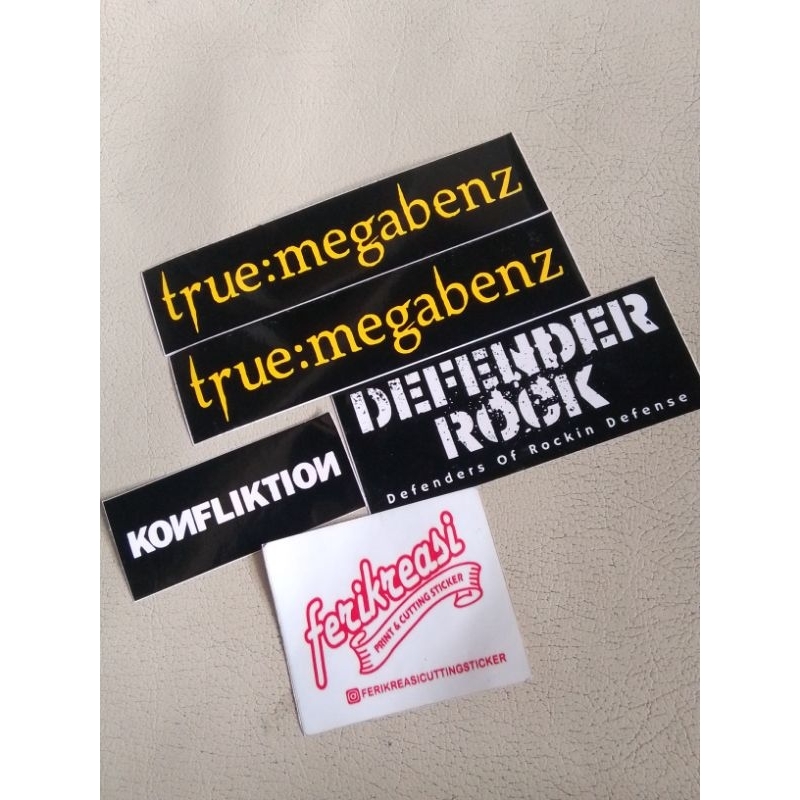 true:megabenz
true:megabenz
DEFENDER
ROCK
Defenders Of Rockin Defense
KONFLIKTION
ferikreasi
PRINT & CUTTING STICKER
FERIKREASICUTTINGSTICKER